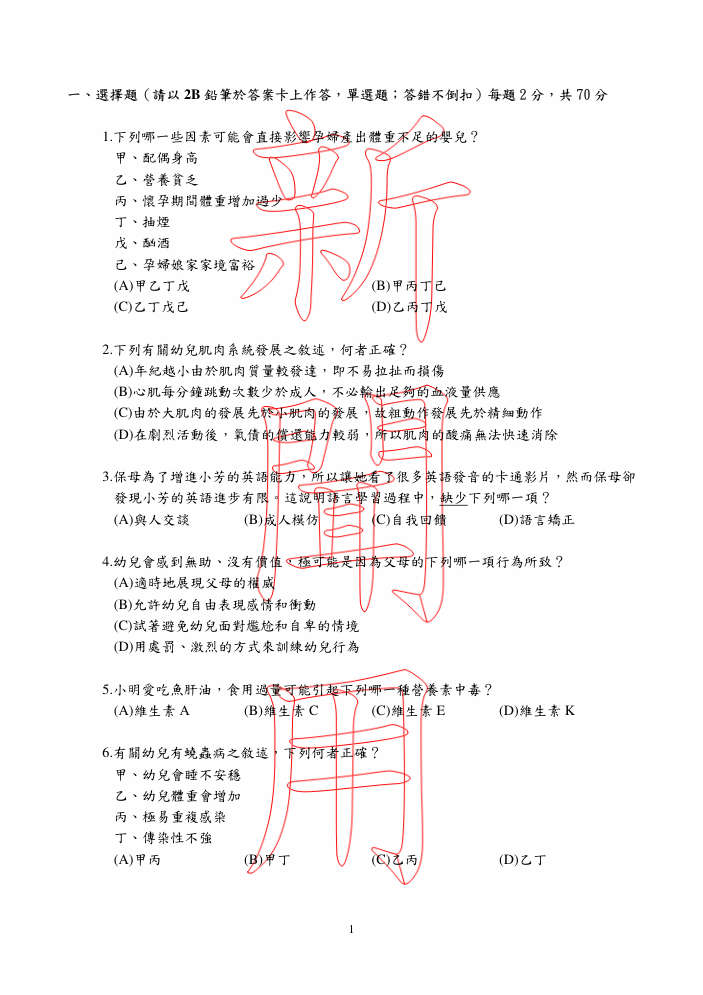 一、選擇題（請以 2B 鉛筆於答案卡上作答，單選題；答錯不倒扣）每題 2 分，共 70 分
1.下列哪一些因素可能會直接影響孕婦產出體重不足的嬰兒？
甲、配偶身高
乙、營養貧乏
丙、懷孕期間體重增加過少
丁、抽煙
戊、酗酒
己、孕婦娘家家境富裕
(A)甲乙丁戊 (B)甲丙丁己
(C)乙丁戊己 (D)乙丙丁戊
2.下列有關幼兒肌肉系統發展之敘述，何者正確？
(A)年紀越小由於肌肉質量較發達，即不易拉扯而損傷
(B)心肌每分鐘跳動次數少於成人，不必輸出足夠的血液量供應
(C)由於大肌肉的發展先於小肌肉的發展，故粗動作發展先於精細動作
(D)在劇烈活動後，氧債的償還能力較弱，所以肌肉的酸痛無法快速消除
3.保母為了增進小芳的英語能力，所以讓她看了很多英語發音的卡通影片，然而保母卻
發現小芳的英語進步有限。這說明語言學習過程中，缺少下列哪一項？
(A)與人交談 (B)成人模仿 (C)自我回饋 (D)語言矯正
4.幼兒會感到無助、沒有價值，極可能是因為父母的下列哪一項行為所致？
(A)適時地展現父母的權威
(B)允許幼兒自由表現感情和衝動
(C)試著避免幼兒面對尷尬和自卑的情境
(D)用處罰、激烈的方式來訓練幼兒行為
5.小明愛吃魚肝油，食用過量可能引起下列哪一種營養素中毒？
(A)維生素 A (B)維生素 C (C)維生素 E (D)維生素 K
6.有關幼兒有蟯蟲病之敘述，下列何者正確？
甲、幼兒會睡不安穩
乙、幼兒體重會增加
丙、極易重複感染
丁、傳染性不強
(A)甲丙 (B)甲丁 (C)乙丙 (D)乙丁
1